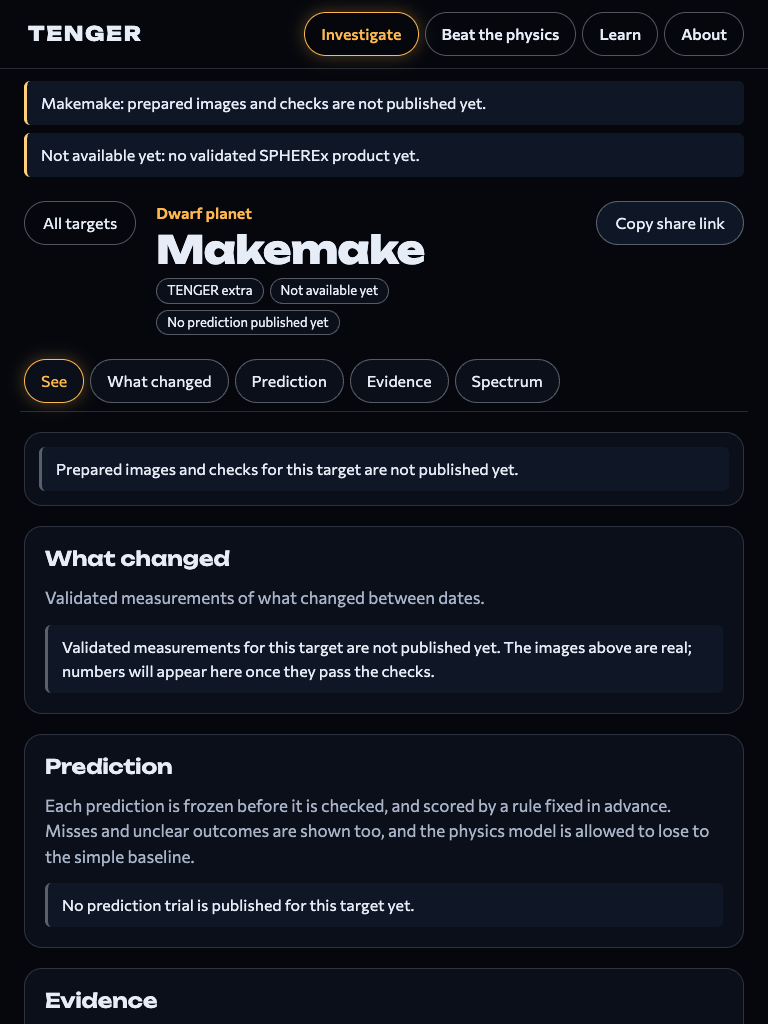 TENGER
Investigate
Beat the physics
Learn
About
Makemake: prepared images and checks are not published yet.
Not available yet: no validated SPHEREx product yet.
All targets
Dwarf planet
Makemake
TENGER extra
Not available yet
No prediction published yet
Copy share link
See
What changed
Prediction
Evidence
Spectrum
Prepared images and checks for this target are not published yet.
What changed
Validated measurements of what changed between dates.
Validated measurements for this target are not published yet. The images above are real;
numbers will appear here once they pass the checks.
Prediction
Each prediction is frozen before it is checked, and scored by a rule fixed in advance.
Misses and unclear outcomes are shown too, and the physics model is allowed to lose to
the simple baseline.
No prediction trial is published for this target yet.
Evidence